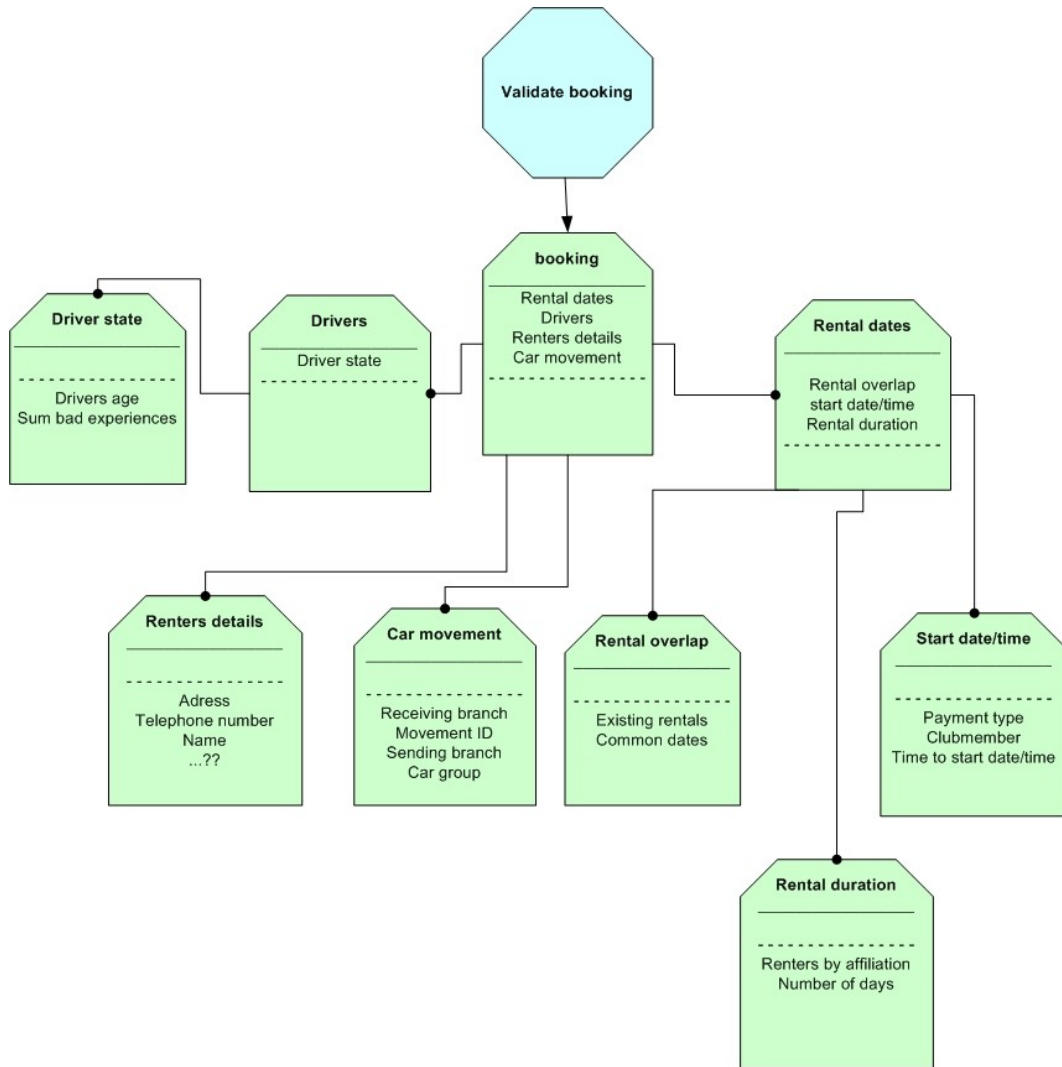 Validate booking
booking
Rental dates
Drivers
Renters details
Car movement
Driver state
Drivers age
Sum bad experiences
Drivers
Driver state
Rental dates
Rental overlap
start date/time
Rental duration
Renters details
Adress
Telephone number
Name
...??
Car movement
Receiving branch
Movement ID
Sending branch
Car group
Rental overlap
Existing rentals
Common dates
Start date/time
Payment type
Clubmember
Time to start date/time
Rental duration
Renters by affiliation
Number of days